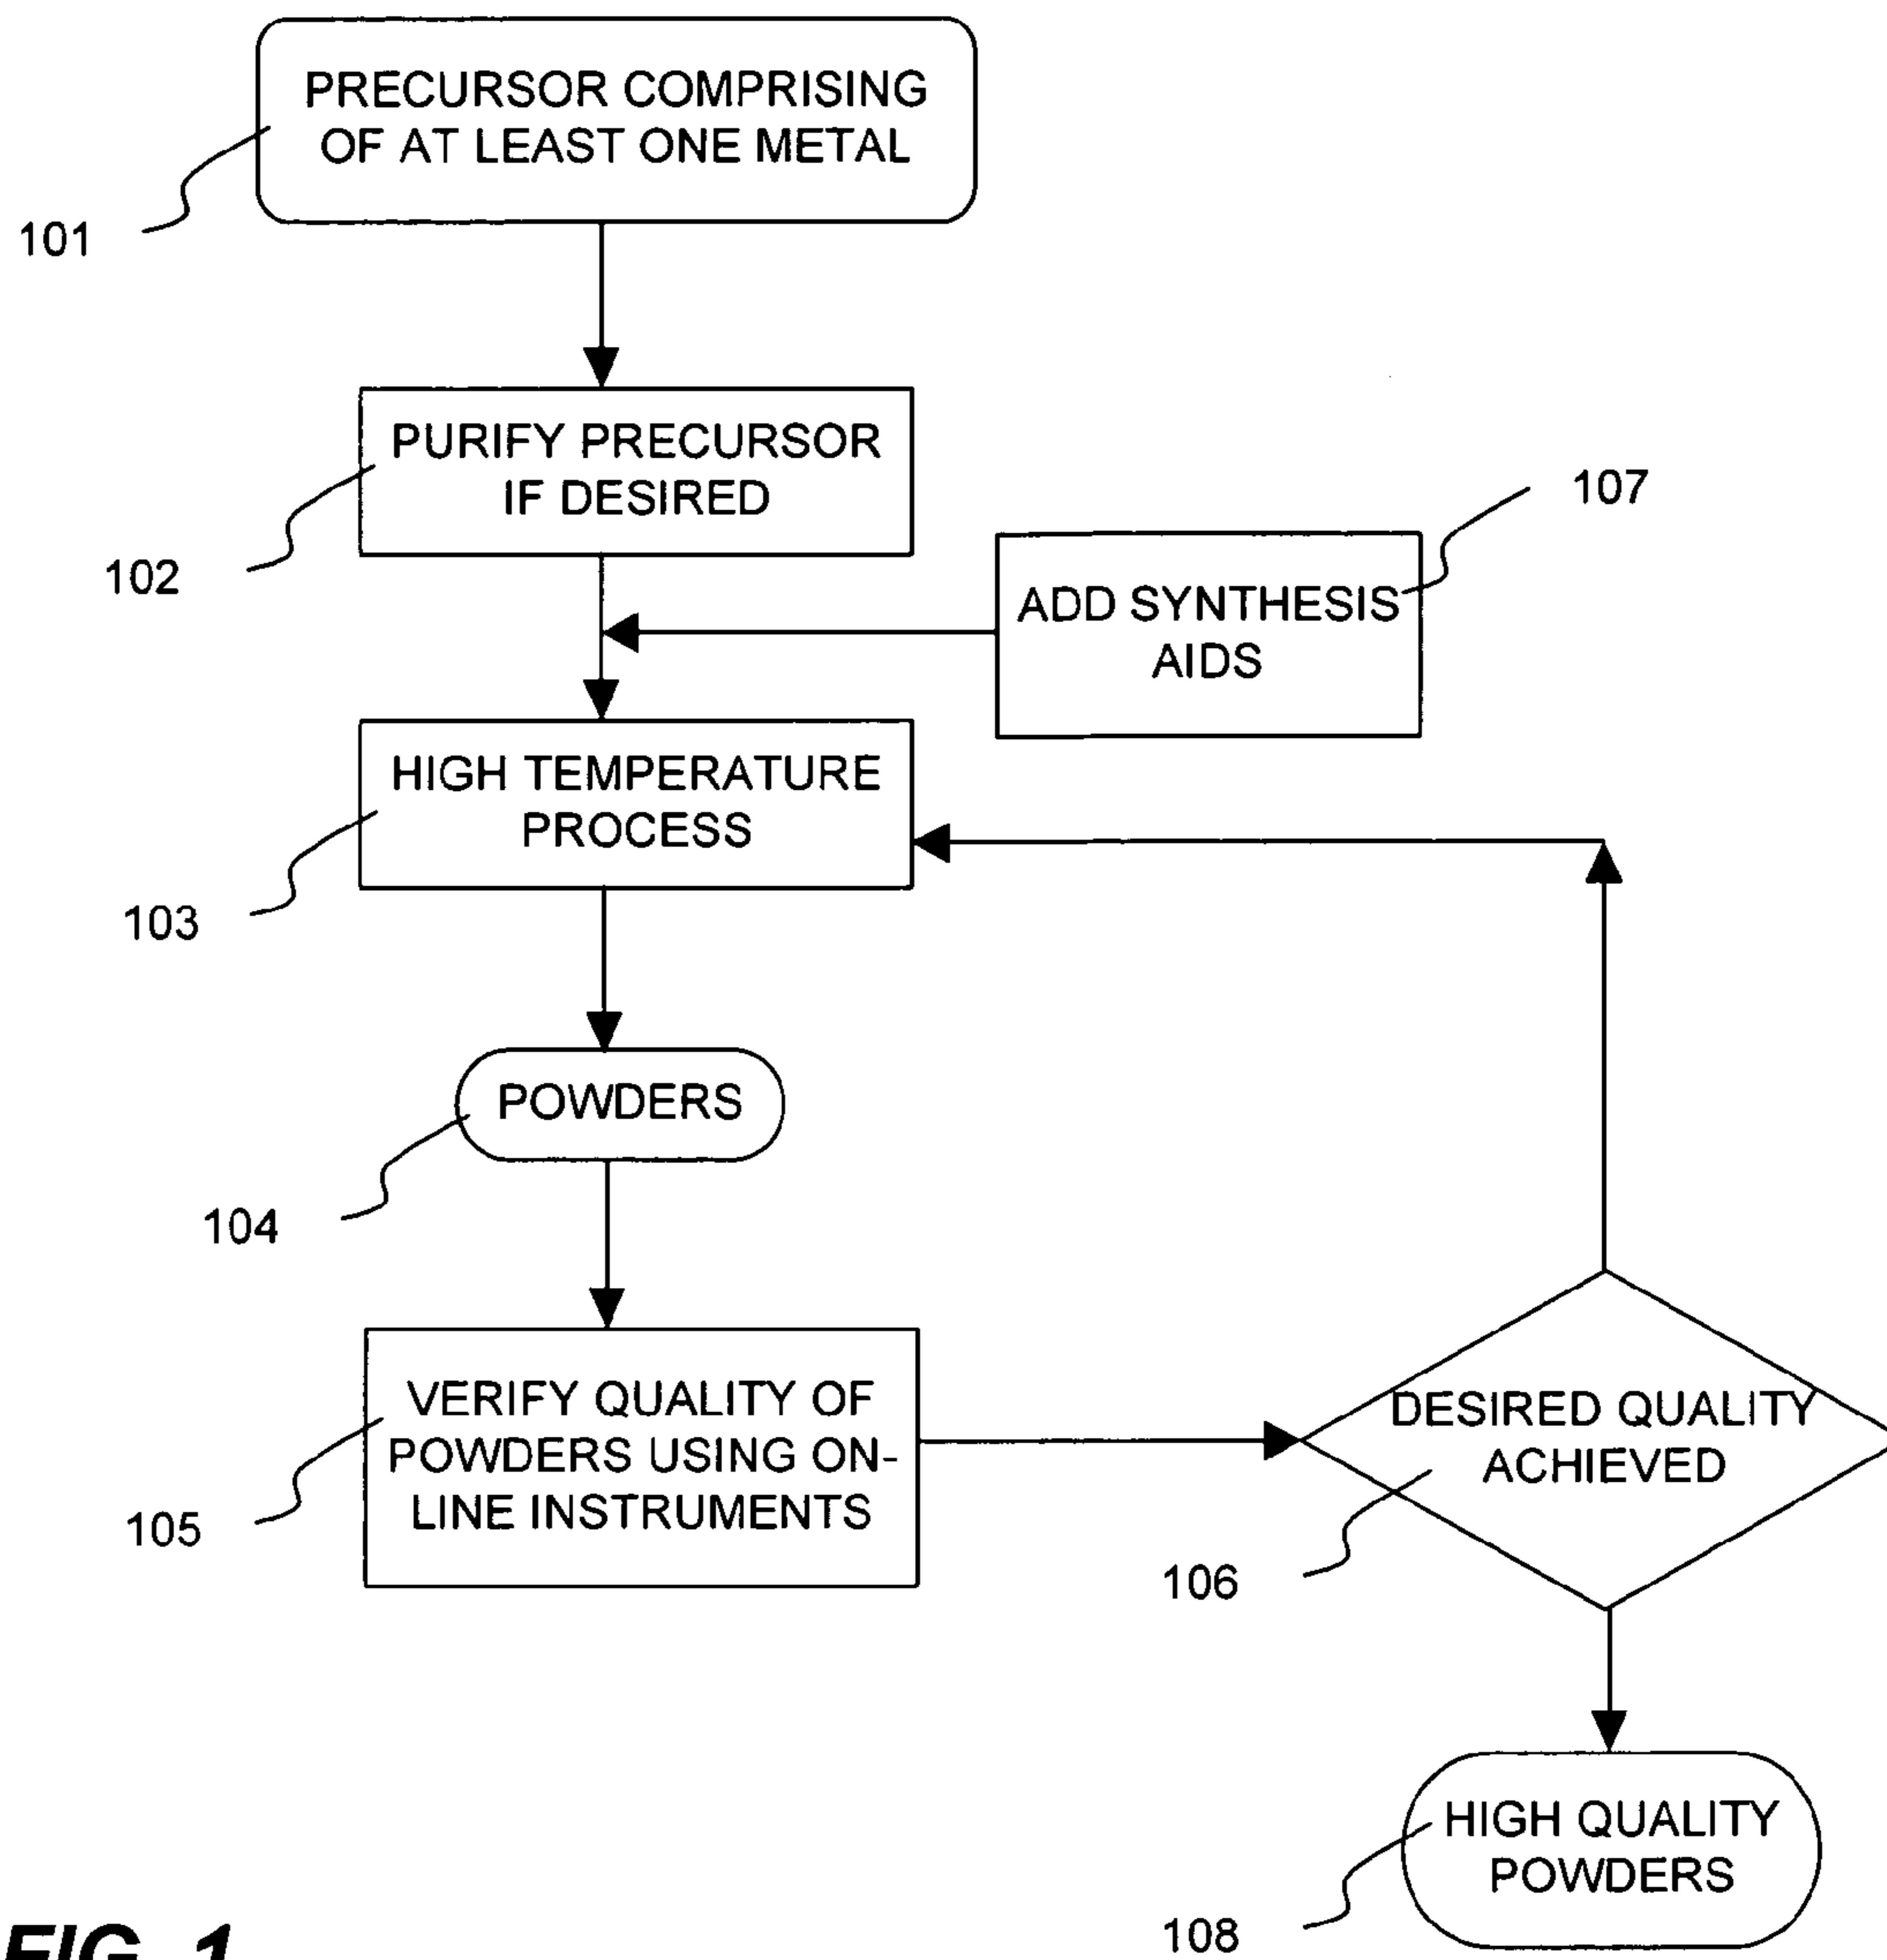 PRECURSOR COMPRISING
OF AT LEAST ONE METAL
101
PURIFY PRECURSOR
IF DESIRED
102
107
ADD SYNTHESIS
AIDS
HIGH TEMPERATURE
PROCESS
103
POWDERS
104
VERIFY QUALITY OF
POWDERS USING ON-
LINE INSTRUMENTS
105
DESIRED QUALITY
ACHIEVED
106
HIGH QUALITY
POWDERS
108
FIG. 1